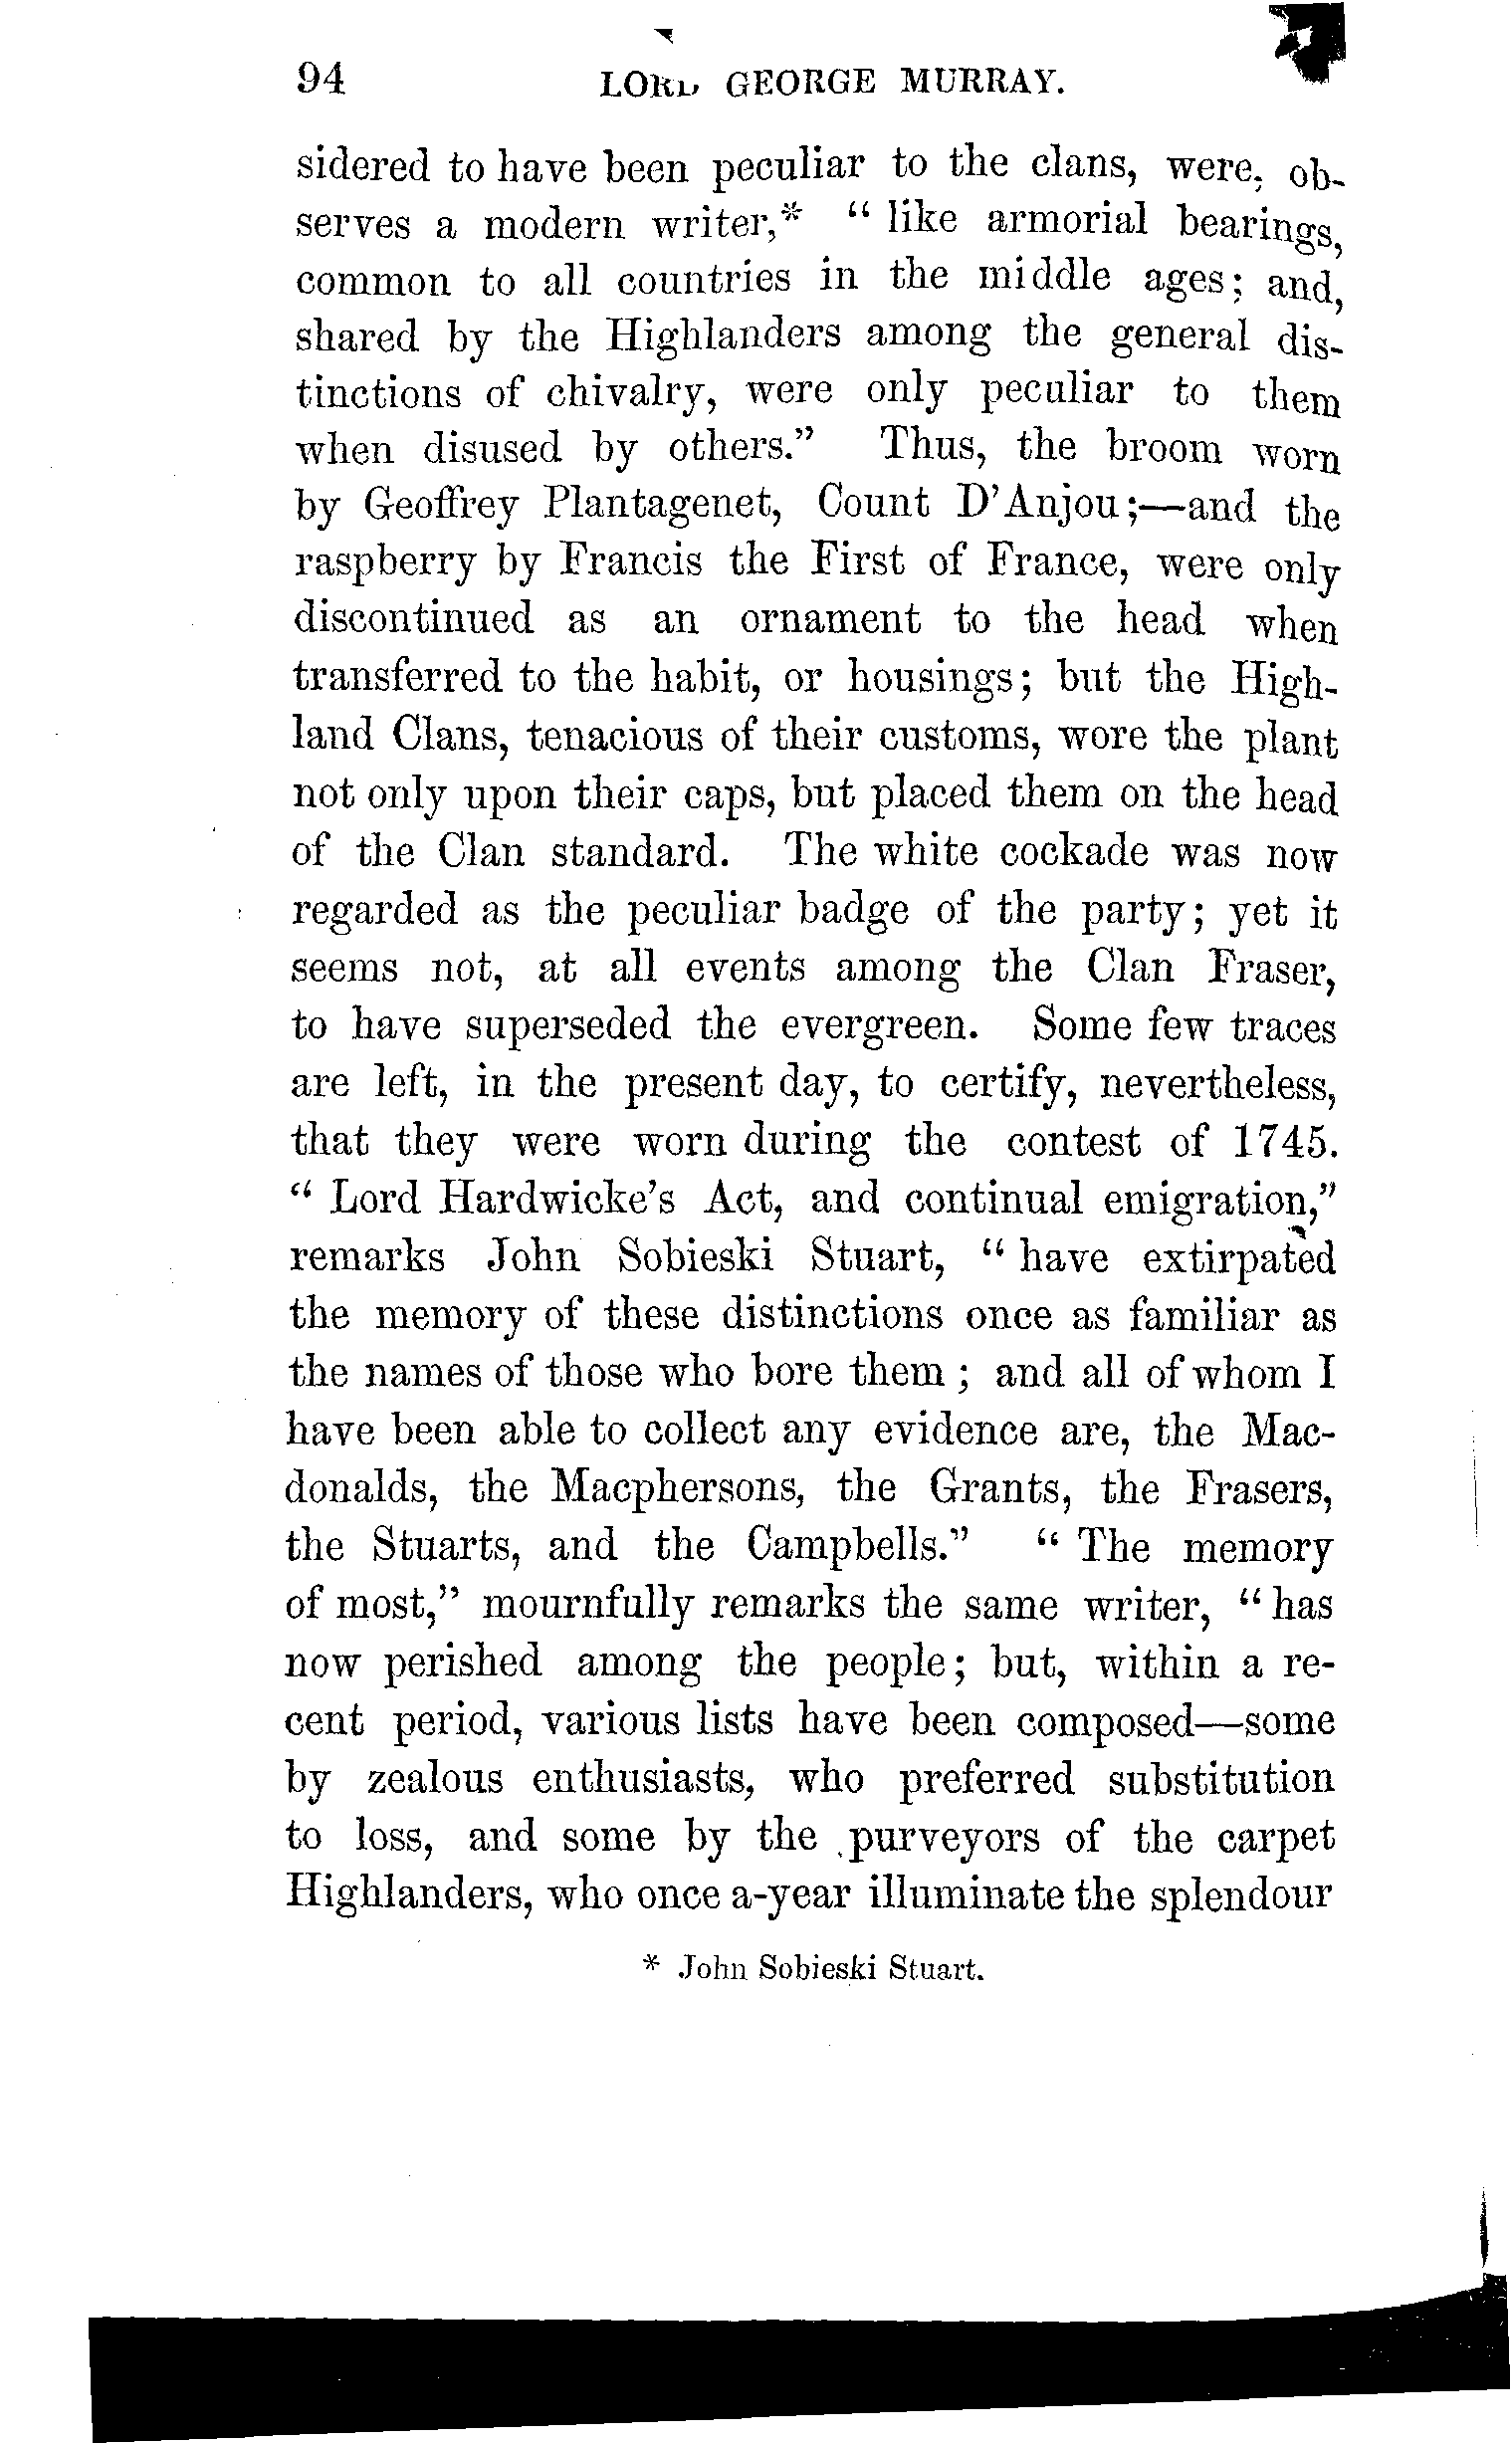 94 LORD GEORGE MURRAY.
sidered to have been peculiar to the clans, were, ob-
serves a modern writer,* “ like armorial bearings,
common to all countries in the middle ages; and,
shared by the Highlanders among the general dis-
tinctions of chivalry, were only peculiar to them
when disused by others.” Thus, the broom worn
by Geoffrey Plantagenet, Count D’Anjou;—and the
raspberry by Francis the First of France, were only
discontinued as an ornament to the head when
transferred to the habit, or housings; but the High-
land Clans, tenacious of their customs, wore the plant
not only upon their caps, but placed them on the head
of the Clan standard. The white cockade was now
regarded as the peculiar badge of the party; yet it
seems not, at all events among the Clan Fraser,
to have superseded the evergreen. Some few traces
are left, in the present day, to certify, nevertheless,
that they were worn during the contest of 1745.
“ Lord Hardwicke’s Act, and continual emigration,”
remarks John Sobieski Stuart, “ have extirpated
the memory of these distinctions once as familiar as
the names of those who bore them ; and all of whom I
have been able to collect any evidence are, the Mac-
donalds, the Macphersons, the Grants, the Frasers,
the Stuarts, and the Campbells.” “ The memory
of most,” mournfully remarks the same writer, “ has
now perished among the people; but, within a re-
cent period, various lists have been composed—some
by zealous enthusiasts, who preferred substitution
to loss, and some by the purveyors of the carpet
Highlanders, who once a-year illuminate the splendour
* John Sobieski Stuart.